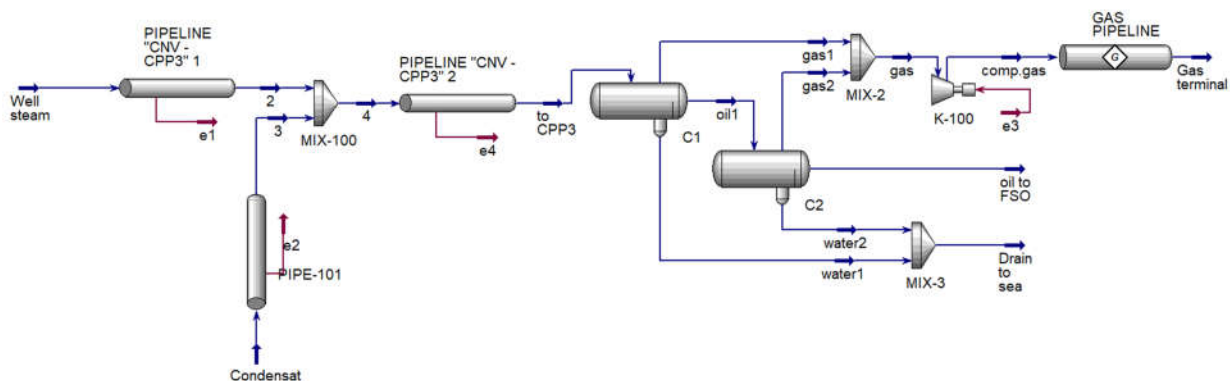 PIPELINE
"CNV -
CPP3" 1
Well
steam
e1
2
3
MIX-100
4
PIPELINE "CNV -
CPP3" 2
e4
to
CPP3
e2
PIPE-101
Condensat
C1
gas1
gas2
MIX-2
gas
oil1
C2
K-100
comp.gas
e3
GAS
PIPELINE
G
Gas
terminal
oil to
FSO
water2
water1
MIX-3
Drain
to
sea